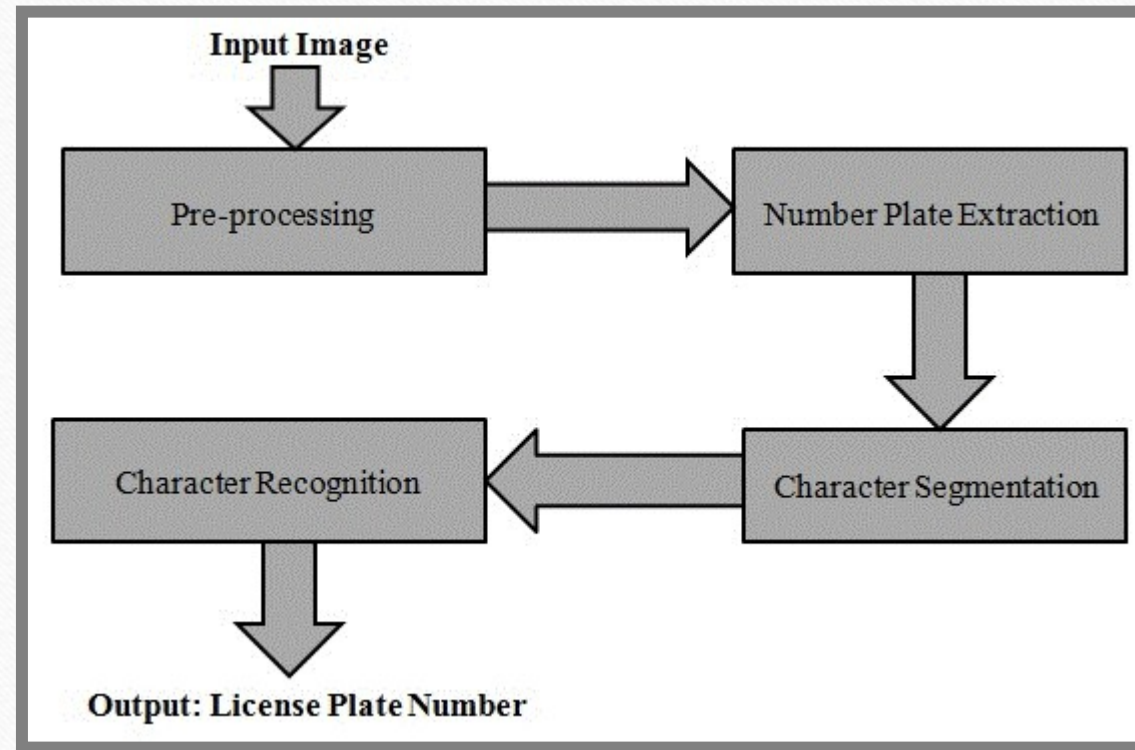 Input Image
Pre-processing
Number Plate Extraction
Character Segmentation
Character Recognition
Output: License Plate Number